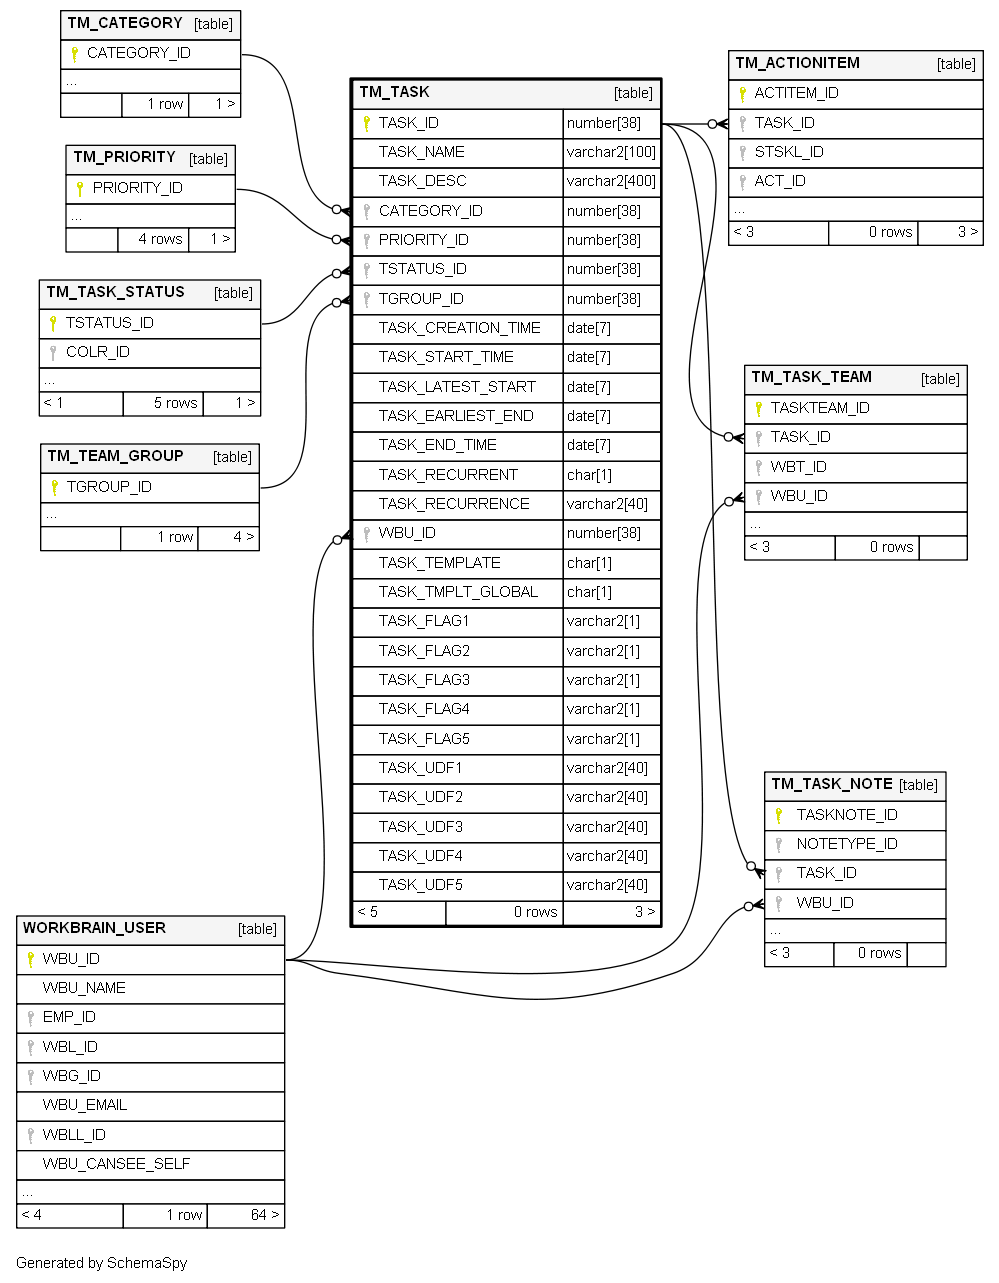 TM_CATEGORY [table]
CATEGORY_ID
...
1 row 1 >
TM_PRIORITY [table]
PRIORITY_ID
...
4 rows 1 >
TM_TASK_STATUS [table]
TSTATUS_ID
COLR_ID
...
< 1 5 rows 1 >
TM_TEAM_GROUP [table]
TGROUP_ID
...
1 row 4 >
WORKBRAIN_USER [table]
WBU_ID
WBU_NAME
EMP_ID
WBL_ID
WBG_ID
WBU_EMAIL
WBLL_ID
WBU_CANSEE_SELF
...
< 4 1 row 64 >
TM_TASK [table]
TASK_ID number[38]
TASK_NAME varchar2[100]
TASK_DESC varchar2[400]
CATEGORY_ID number[38]
PRIORITY_ID number[38]
TSTATUS_ID number[38]
TGROUP_ID number[38]
TASK_CREATION_TIME date[7]
TASK_START_TIME date[7]
TASK_LATEST_START date[7]
TASK_EARLIEST_END date[7]
TASK_END_TIME date[7]
TASK_RECURRENT char[1]
TASK_RECURRENCE varchar2[40]
WBU_ID number[38]
TASK_TEMPLATE char[1]
TASK_TMPLT_GLOBAL char[1]
TASK_FLAG1 varchar2[1]
TASK_FLAG2 varchar2[1]
TASK_FLAG3 varchar2[1]
TASK_FLAG4 varchar2[1]
TASK_FLAG5 varchar2[1]
TASK_UDF1 varchar2[40]
TASK_UDF2 varchar2[40]
TASK_UDF3 varchar2[40]
TASK_UDF4 varchar2[40]
TASK_UDF5 varchar2[40]
< 5 0 rows 3 >
TM_ACTIONITEM [table]
ACTITEM_ID
TASK_ID
STSKL_ID
ACT_ID
...
< 3 0 rows 3 >
TM_TASK_TEAM [table]
TASKTEAM_ID
TASK_ID
WBT_ID
WBU_ID
...
< 3 0 rows
TM_TASK_NOTE [table]
TASKNOTE_ID
NOTETYPE_ID
TASK_ID
WBU_ID
...
< 3 0 rows
Generated by SchemaSpy